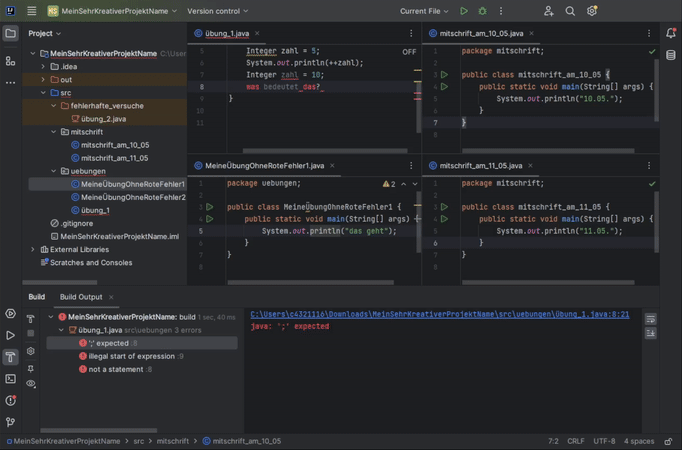 MK MeinSehrKreativerProjektName Version control Current File
Project
MeinSehrKreativerProjektName C:\User
.idea
out
src
fehlerhafte_versuche
übung_2.java
mitschrift
mitschrift_am_10_05
mitschrift_am_11_05
uebungen
MeineÜbungOhneRoteFehler1
MeineÜbungOhneRoteFehler2
übung_1
.gitignore
MeinSehrKreativerProjektName.iml
External Libraries
Scratches and Consoles
übung_1.java
OFF
5 Integer zahl = 5;
6 System.out.println(++zahl);
7 Integer zahl = 10;
8 was bedeutet das?
9 }
10
11
mitschrift_am_10_05.java
1 package mitschrift;
2
3 public class mitschrift_am_10_05 {
4 public static void main(String[] args) {
5 System.out.println("10.05.");
6 }
7 }
8
MeineÜbungOhneRoteFehler1.java
2
1 package uebungen;
2
3 public class MeineÜbungOhneRoteFehler1 {
4 public static void main(String[] args)
5 System.out.println("das geht");
6 }
7 }
8
mitschrift_am_11_05.java
1 package mitschrift;
2
3 public class mitschrift_am_11_05 {
4 public static void main(String[] args) {
5 System.out.println("11.05.");
6 }
7 }
8
Build Build Output
MeinSehrKreativerProjektName: build 1 sec, 40 ms
übung_1.java src\uebungen 3 errors
';' expected :8
illegal start of expression :9
not a statement :8
C:\Users\c4321116\Downloads\MeinSehrKreativerProjektName\src\uebungen\Übung_1.java:8:21
java: ';' expected
MeinSehrKreativerProjektName > src > mitschrift > mitschrift_am_10_05 7:2 CRLF UTF-8 4 spaces